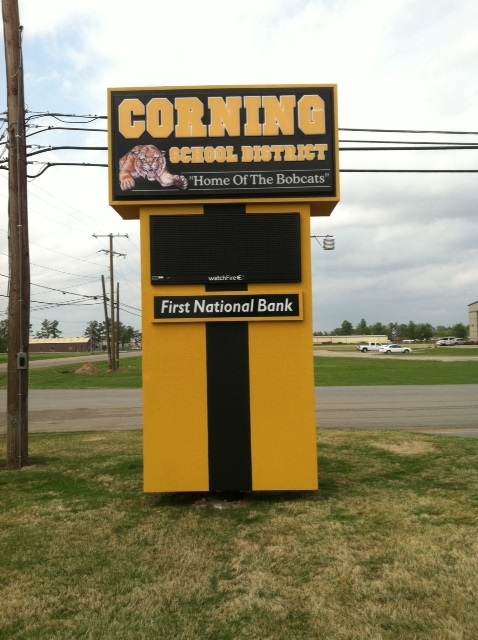 CORNING
SCHOOL DISTRICT
"Home Of The Bobcats"
watchFire
First National Bank